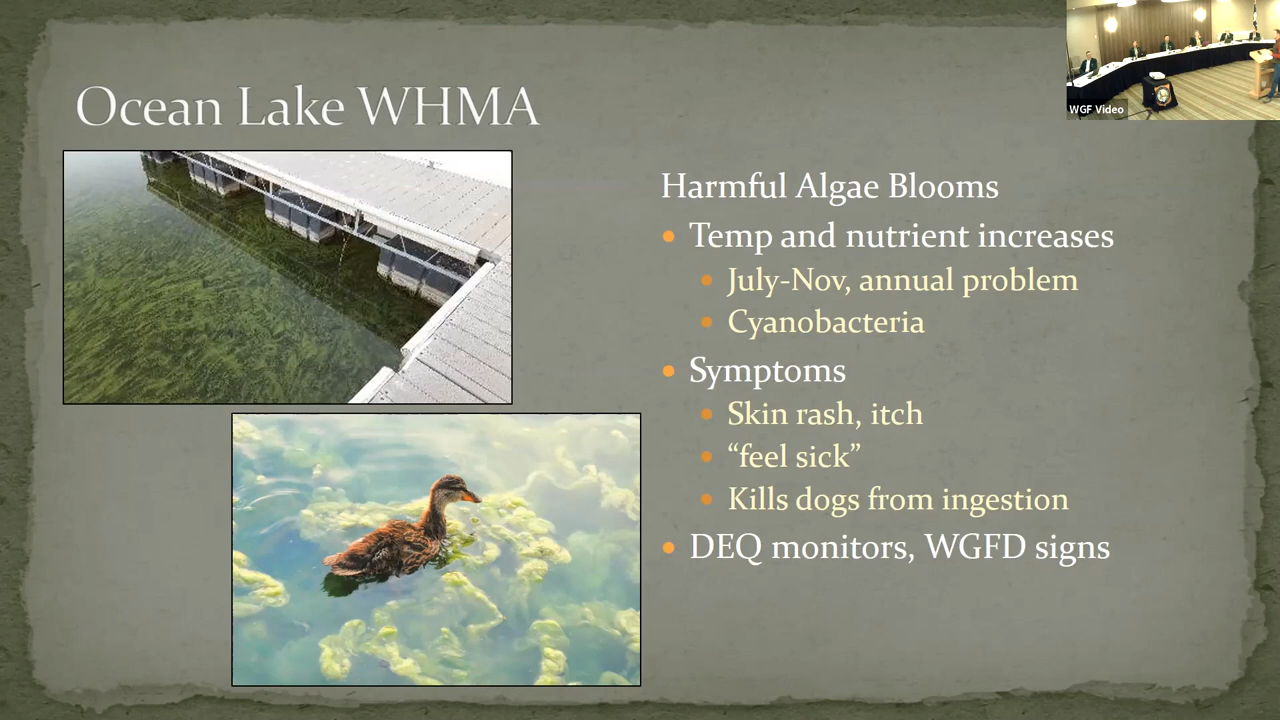 Ocean Lake WHMA
WGF Video
Harmful Algae Blooms
Temp and nutrient increases
July-Nov, annual problem
Cyanobacteria
Symptoms
Skin rash, itch
“feel sick”
Kills dogs from ingestion
DEQ monitors, WGFD signs